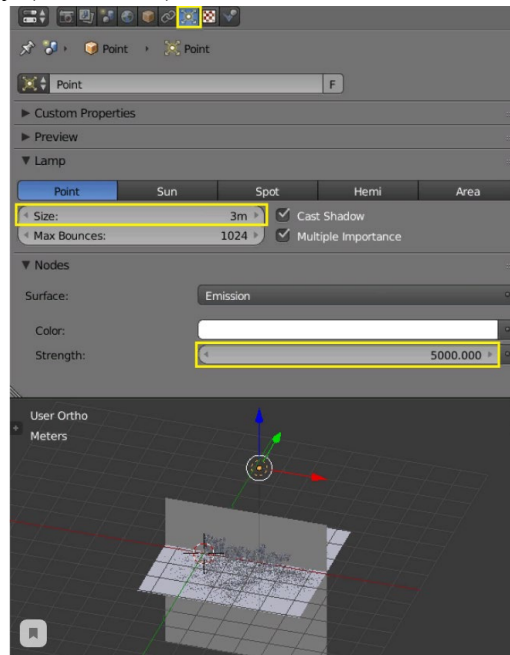 Point Point
Point F
Custom Properties
Preview
Lamp
Point Sun Spot Hemi Area
Size: 3m Cast Shadow
Max Bounces: 1024 Multiple Importance
Nodes
Surface: Emission
Color:
Strength: 5000.000
User Ortho
Meters